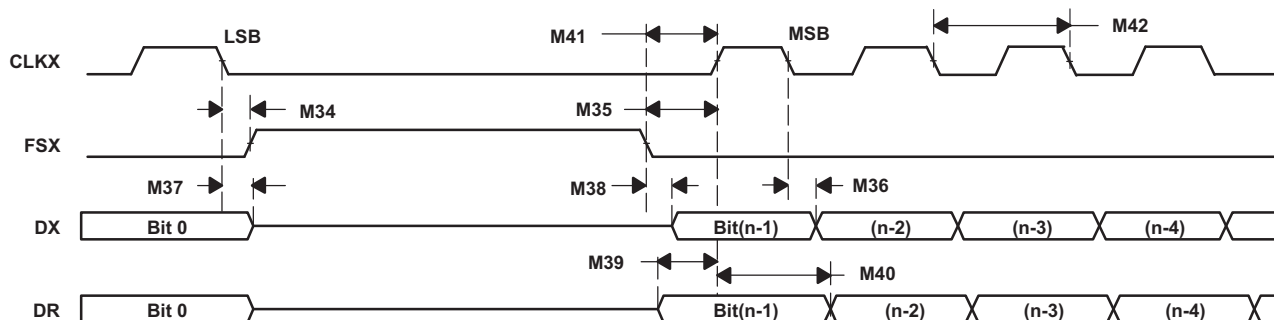 LSB M41 MSB M42
CLKX
M34 M35
FSX
M37 M38 M36
DX Bit 0 Bit(n-1) (n-2) (n-3) (n-4)
M39 M40
DR Bit 0 Bit(n-1) (n-2) (n-3) (n-4)